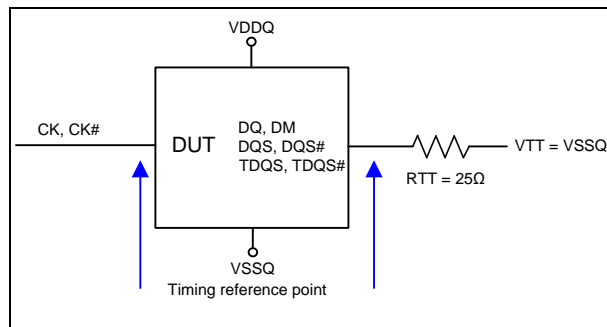 VDDQ
CK, CK#
DUT
DQ, DM
DQS, DQS#
TDQS, TDQS#
VTT = VSSQ
RTT = 25Ω
VSSQ
Timing reference point